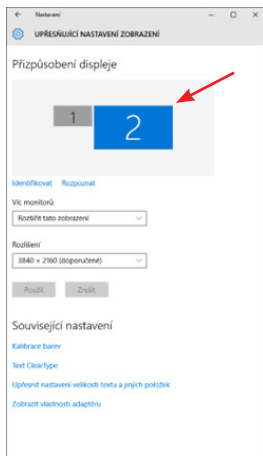 Nastavení
UPŘESŇUJÍCÍ NASTAVENÍ ZOBRAZENÍ
Přizpůsobení displeje
1
2
Identifikovat Rozpoznat
Víc monitorů
Rozšířit tato zobrazení
Rozlišení
3840 × 2160 (doporučené)
Použít Zrušit
Související nastavení
Kalibrace barev
Text ClearType
Upřesnit nastavení velikosti textu a jiných položek
Zobrazit vlastnosti adaptéru